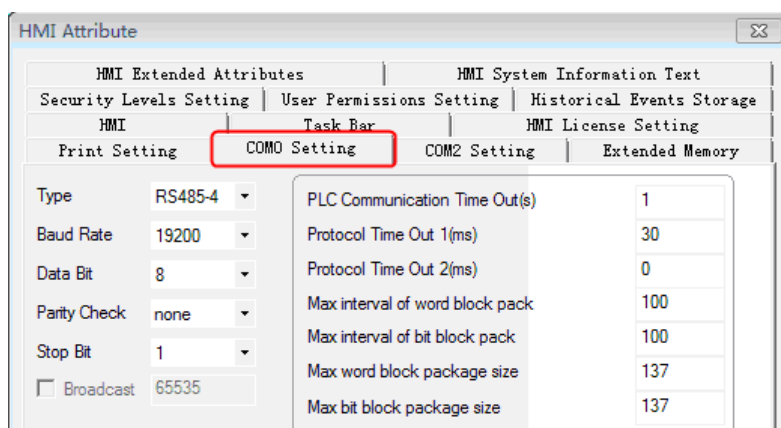 HMI Attribute
HMI Extended Attributes HMI System Information Text
Security Levels Setting User Permissions Setting Historical Events Storage
HMI Task Bar HMI License Setting
Print Setting COM0 Setting COM2 Setting Extended Memory
Type RS485-4 PLC Communication Time Out(s) 1
Baud Rate 19200 Protocol Time Out 1(ms) 30
Data Bit 8 Protocol Time Out 2(ms) 0
Parity Check none Max interval of word block pack 100
Stop Bit 1 Max interval of bit block pack 100
Broadcast 65535 Max word block package size 137
Max bit block package size 137